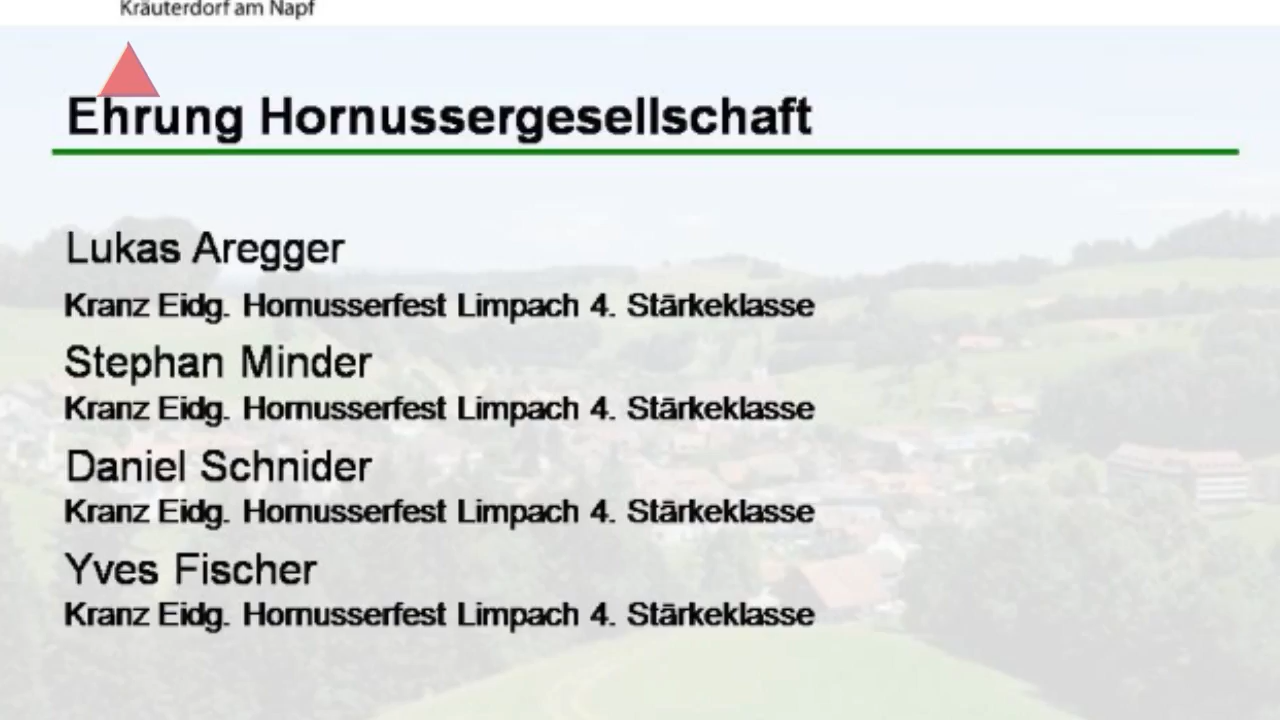 Kräuterdorf am Napf
Ehrung Hornussergesellschaft
Lukas Aregger
Kranz Eidg. Hornusserfest Limpach 4. Stärkeklasse
Stephan Minder
Kranz Eidg. Hornusserfest Limpach 4. Stärkeklasse
Daniel Schnider
Kranz Eidg. Hornusserfest Limpach 4. Stärkeklasse
Yves Fischer
Kranz Eidg. Hornusserfest Limpach 4. Stärkeklasse